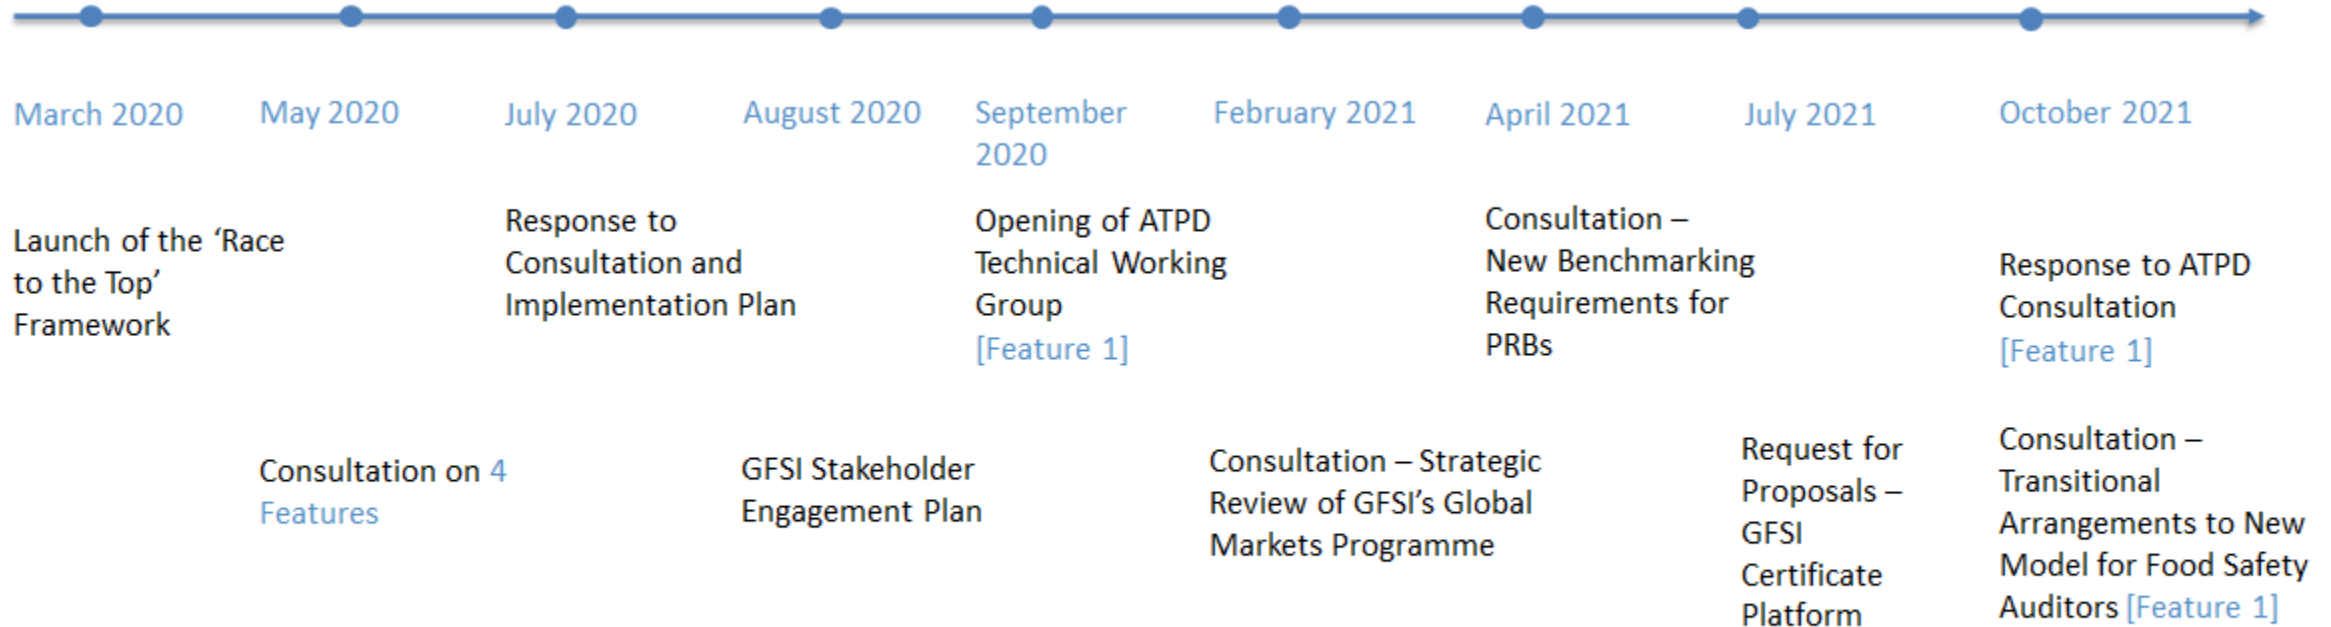 March 2020
May 2020
July 2020
August 2020
September
2020
February 2021
April 2021
July 2021
October 2021
Launch of the ‘Race
to the Top’
Framework
Response to
Consultation and
Implementation Plan
Opening of ATPD
Technical Working
Group
[Feature 1]
Consultation –
New Benchmarking
Requirements for
PRBs
Response to ATPD
Consultation
[Feature 1]
Consultation on 4
Features
GFSI Stakeholder
Engagement Plan
Consultation – Strategic
Review of GFSI’s Global
Markets Programme
Request for
Proposals –
GFSI
Certificate
Platform
Consultation –
Transitional
Arrangements to New
Model for Food Safety
Auditors [Feature 1]